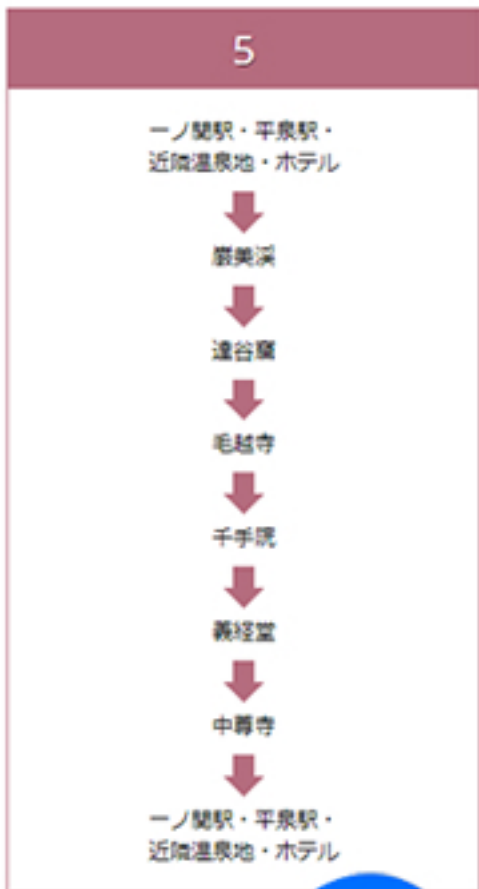 5
一ノ関駅・平泉駅・
近隣温泉地・ホテル
厳美渓
達谷窟
毛越寺
千手院
義経堂
中尊寺
一ノ関駅・平泉駅・
近隣温泉地・ホテル